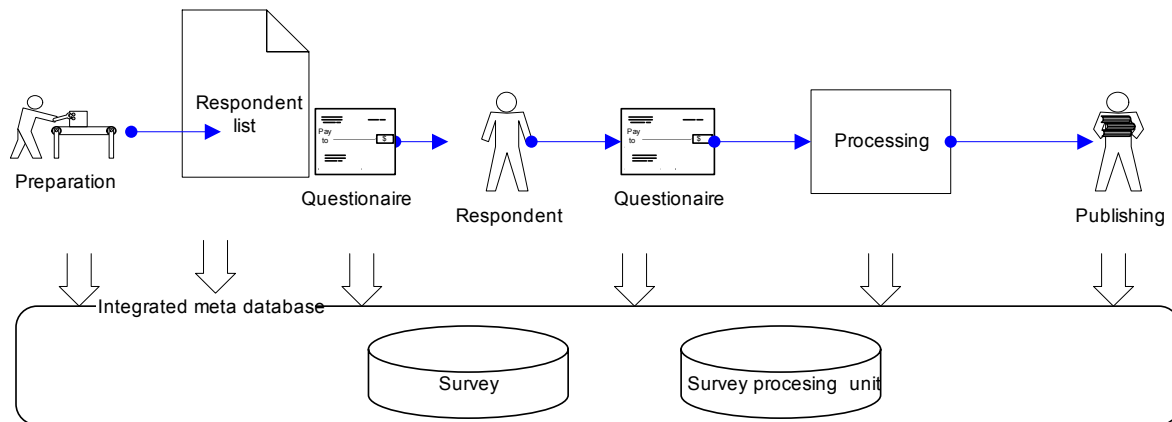 Respondent
list
Pay
to
$
Pay
to
$
Processing
Preparation
Questionaire
Respondent
Questionaire
Publishing
Integrated meta database
Survey
Survey procesing unit